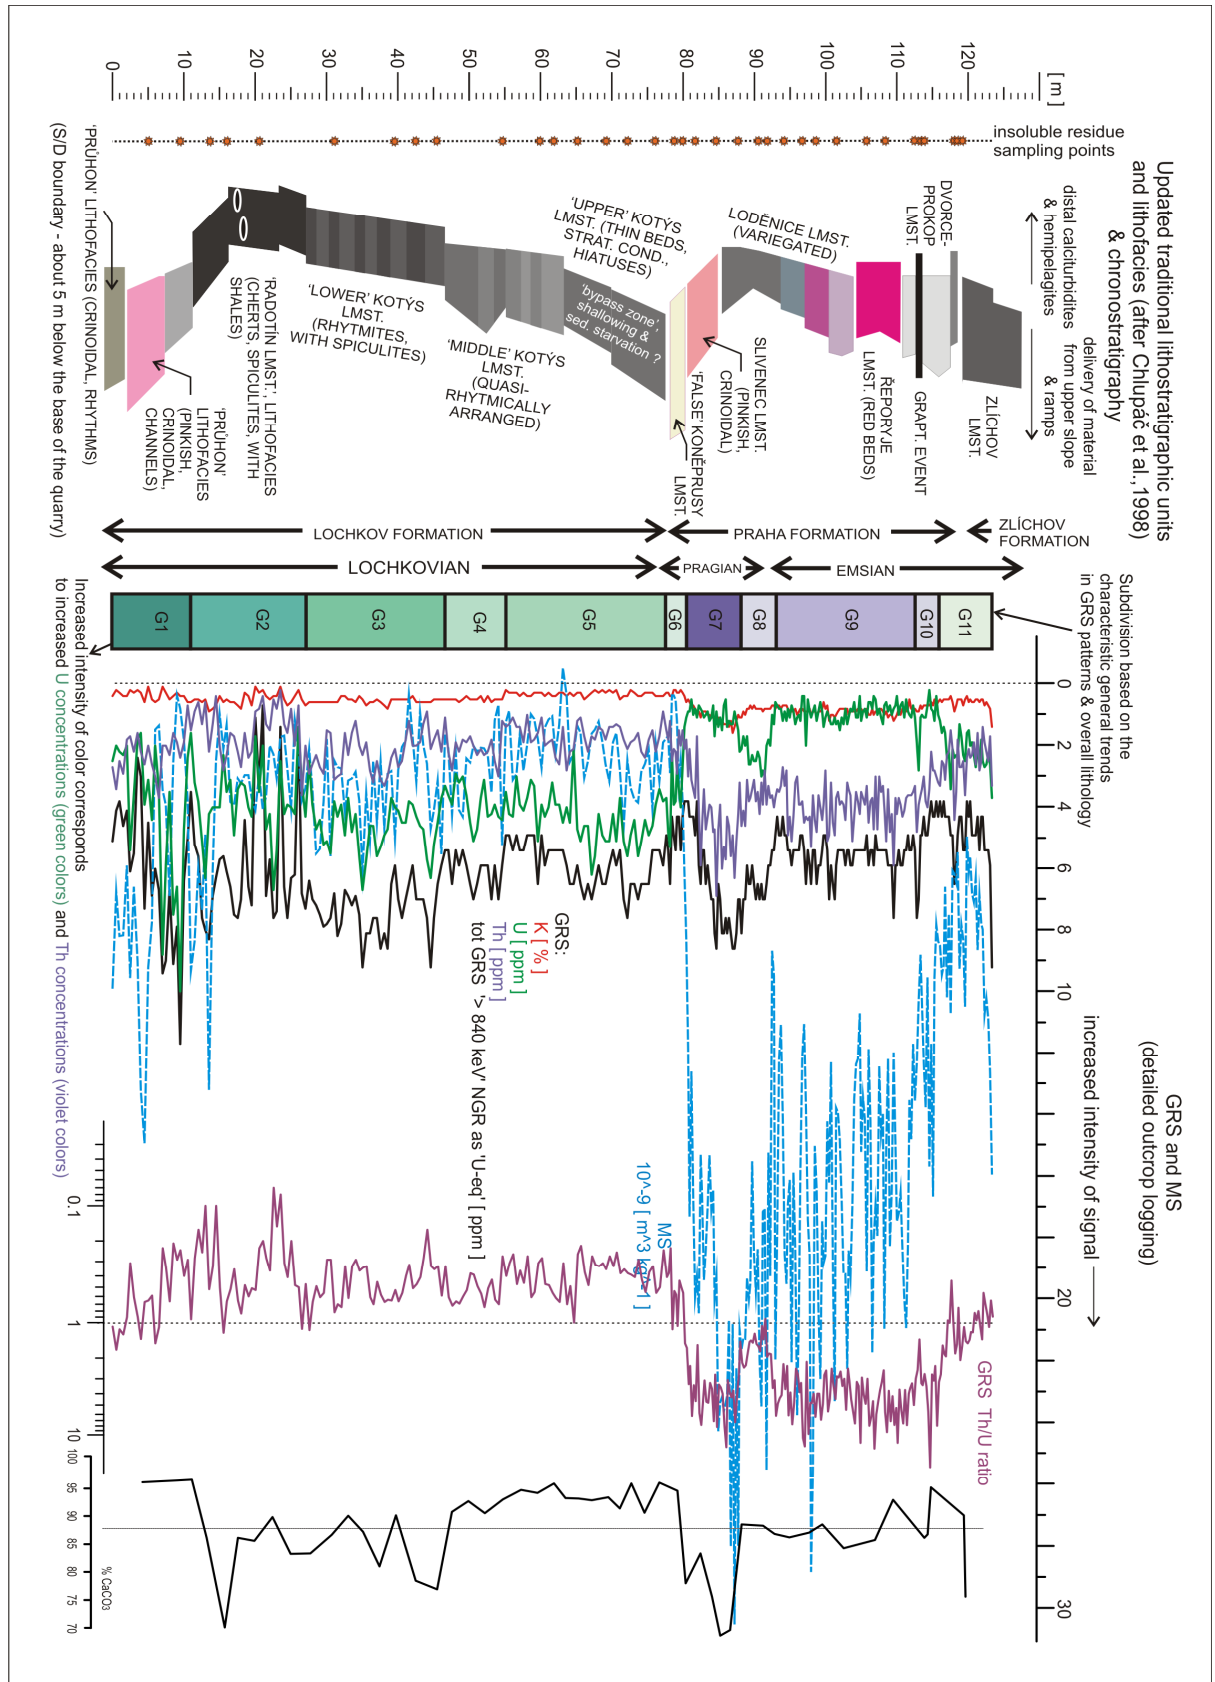 Updated traditional lithostratigraphic units
and lithofacies (after Chlupáč et al.,1998)
& chronostratigraphy
[ m ]
0
10
20
30
40
50
60
70
80
90
100
110
120
insoluble residue
sampling points
distal calciturbidites
& hemipelagites
delivery of material
from upper slope
& ramps
'PRŮHON' LITHOFACIES (CRINOIDAL, RHYTHMS)
(S/D boundary - about 5 m below the base of the quarry)
'PRŮHON'
LITHOFACIES
(PINKISH,
CRINOIDAL,
CHANNELS)
'RADOTÍN LMST.', LITHOFACIES
(CHERTS, SPICULITES, WITH
SHALES)
'LOWER' KOTÝS
LMST.
(RHYTMITES,
WITH SPICULITES)
'MIDDLE' KOTÝS
LMST.
(QUASI-
RHYTMICALLY
ARRANGED)
'UPPER' KOTÝS
LMST. (THIN BEDS,
STRAT. COND.,
HIATUSES)
'bypass zone',
shallowing &
sed. starvation ?
'FALSE' KONĚPRUSY
LMST.
SLIVENEC LMST.
(PINKISH,
CRINOIDAL)
LODĚNICE LMST.
(VARIEGATED)
ŘEPORYJE
LMST. (RED BEDS)
DVORCE-
PROKOP
LMST.
GRAPT. EVENT
ZLÍCHOV
LMST.
LOCHKOV FORMATION
PRAHA FORMATION
ZLÍCHOV
FORMATION
LOCHKOVIAN
PRAGIAN
EMSIAN
G1
G2
G3
G4
G5
G6
G7
G8
G9
G10
G11
Subdivision based on the
characteristic general trends
in GRS patterns & overall lithology
Increased intensity of color corresponds
to increased U concentrations (green colors) and Th concentrations (violet colors)
GRS and MS
(detailed outcrop logging)
increased intensity of signal
0
2
4
6
8
10
20
30
GRS:
K [ % ]
U [ ppm ]
Th [ ppm ]
tot GRS '> 840 keV' NGR as 'U-eq' [ ppm ]
MS
10^-9 [ m^3 kg^-1 ]
GRS Th/U ratio
0.1
1
10
100
95
90
85
80
75
70
% CaCO3